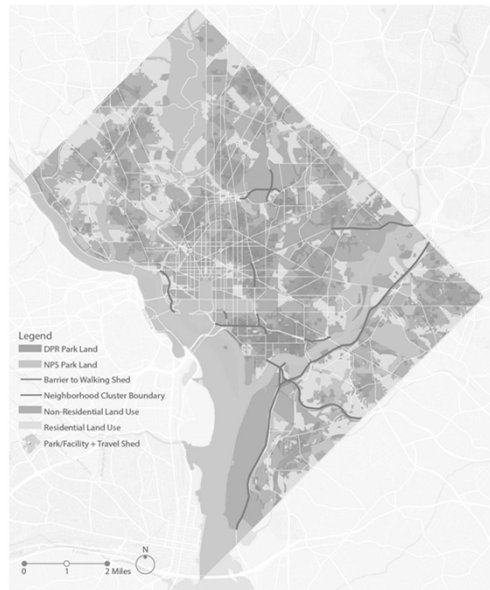 Legend
DPR Park Land
NPS Park Land
Barrier to Walking Shed
Neighborhood Cluster Boundary
Non-Residential Land Use
Residential Land Use
Park/Facility + Travel Shed
N
0 1 2 Miles